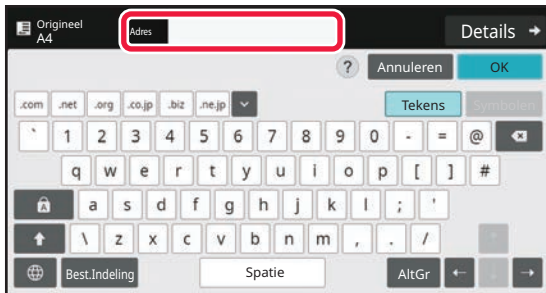 Origineel
A4
Adres
Details
? Annuleren OK
.com .net .org .co.jp .biz .ne.jp Tekens Symbolen
` 1 2 3 4 5 6 7 8 9 0 - = @
q w e r t y u i o p [ ] #
A a s d f g h j k l ; '
\ z x c v b n m , . /
Best.Indeling Spatie AltGr